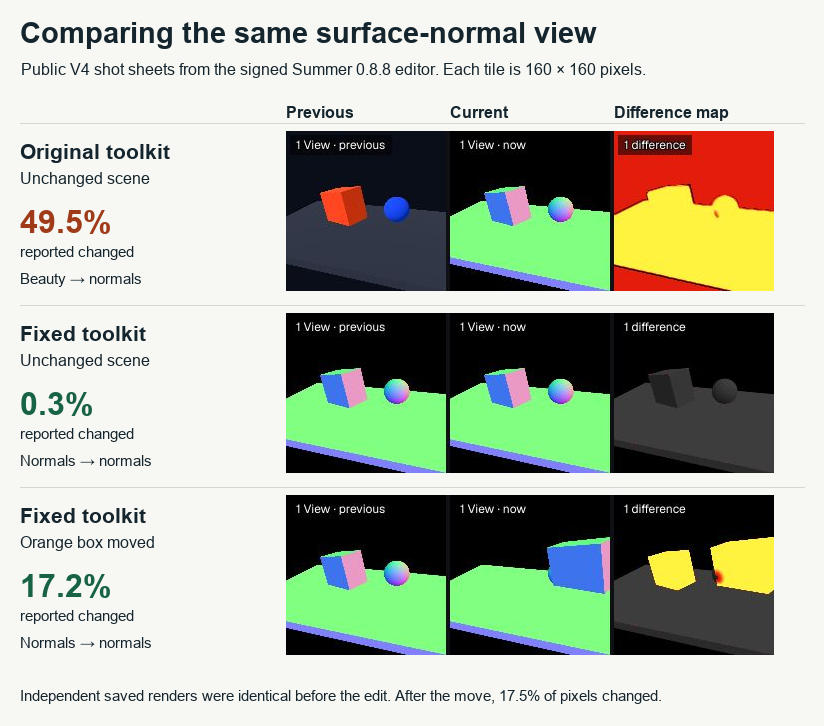 Comparing the same surface-normal view
Public V4 shot sheets from the signed Summer 0.8.8 editor. Each tile is 160 × 160 pixels.
Previous Current Difference map
Original toolkit
Unchanged scene
49.5%
reported changed
Beauty → normals
1 View · previous 1 View · now 1 difference
Fixed toolkit
Unchanged scene
0.3%
reported changed
Normals → normals
1 View · previous 1 View · now 1 difference
Fixed toolkit
Orange box moved
17.2%
reported changed
Normals → normals
1 View · previous 1 View · now 1 difference
Independent saved renders were identical before the edit. After the move, 17.5% of pixels changed.